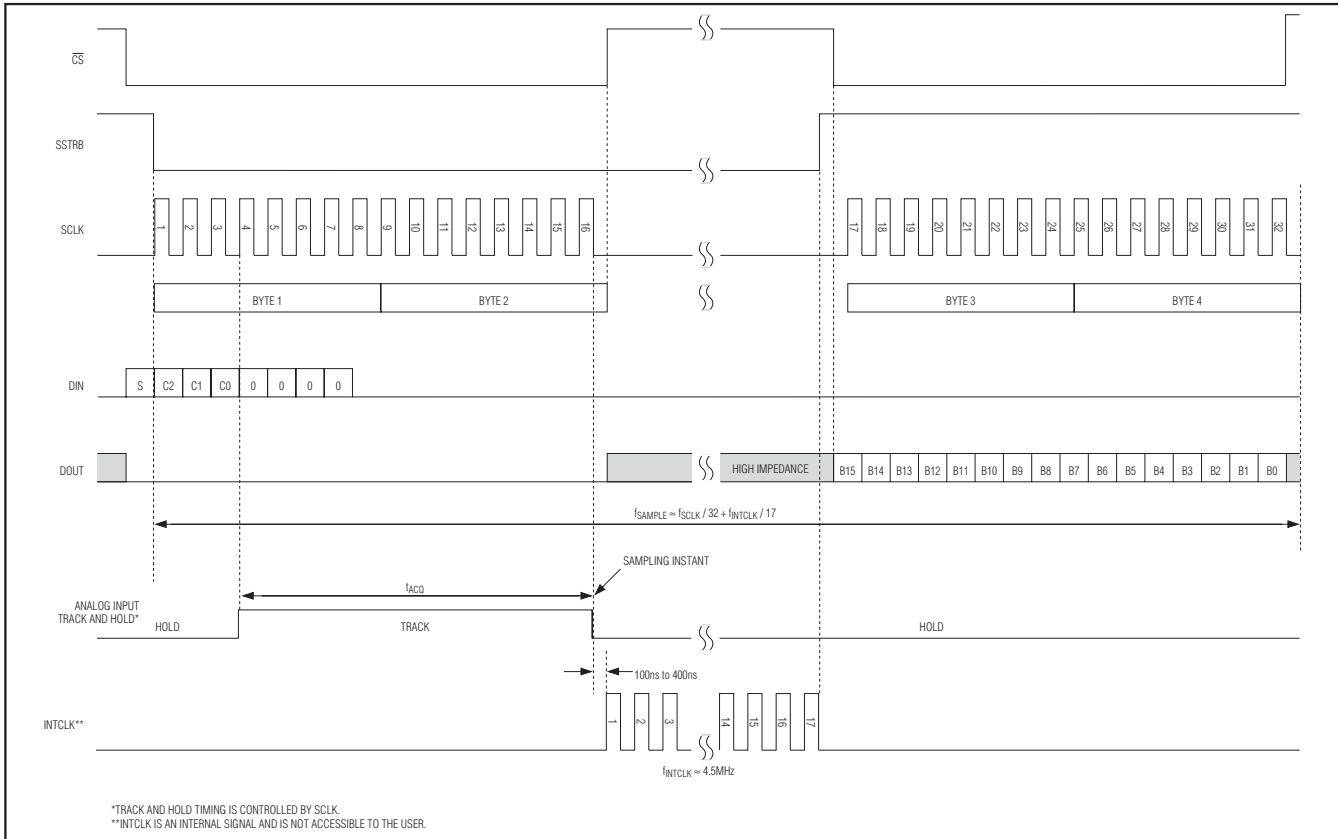 CS
SSTRB
SCLK
1 2 3 4 5 6 7 8 9 10 11 12 13 14 15 16 17 18 19 20 21 22 23 24 25 26 27 28 29 30 31 32
BYTE 1 BYTE 2 BYTE 3 BYTE 4
DIN S C2 C1 C0 0 0 0 0
DOUT HIGH IMPEDANCE B15 B14 B13 B12 B11 B10 B9 B8 B7 B6 B5 B4 B3 B2 B1 B0
fSAMPLE ≈ fSCLK / 32 + fINTCLK / 17
SAMPLING INSTANT
tACQ
ANALOG INPUT
TRACK AND HOLD*
HOLD TRACK HOLD
100ns to 400ns
INTCLK** 1 2 3 14 15 16 17
fINTCLK ≈ 4.5MHz
*TRACK AND HOLD TIMING IS CONTROLLED BY SCLK.
**INTCLK IS AN INTERNAL SIGNAL AND IS NOT ACCESSIBLE TO THE USER.